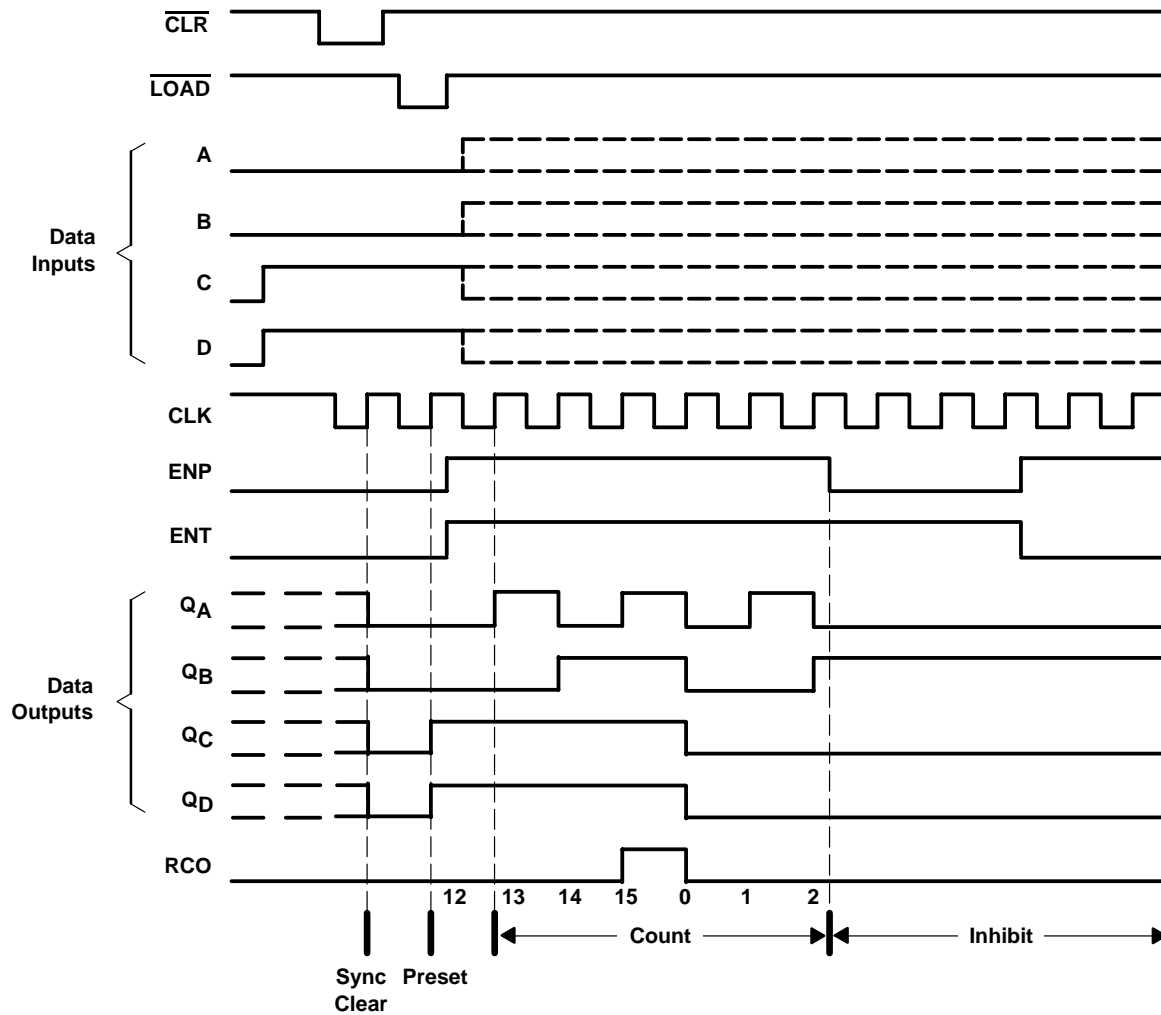 CLR
LOAD
A
B
Data
Inputs
C
D
CLK
ENP
ENT
QA
QB
Data
Outputs
QC
QD
RCO
12 13 14 15 0 1 2
Count Inhibit
Sync Preset
Clear